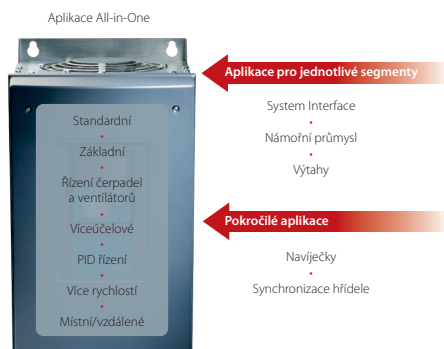 Aplikace All-in-One
Standardní
Základní
Řízení čerpadel
a ventilátorů
Víceúčelové
PID řízení
Více rychlostí
Místní/vzdálené
Aplikace pro jednotlivé segmenty
System Interface
Námořní průmysl
Výtahy
Pokročilé aplikace
Navíječky
Synchronizace hřídele